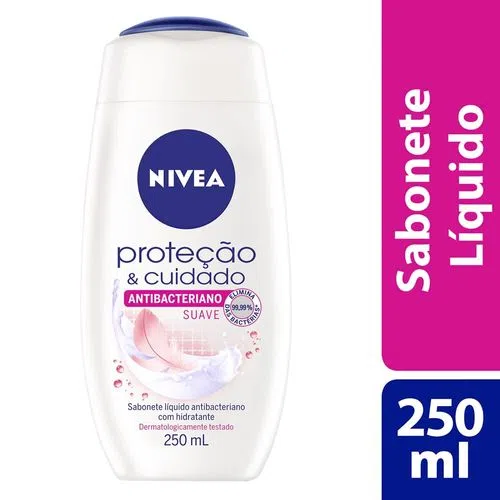 NIVEA
proteção
& cuidado
ANTIBACTERIANO
SUAVE
ELIMINA
99,99%
DAS BACTÉRIAS*
Sabonete líquido antibacteriano
com hidratante
Dermatologicamente testado
250 mL
Sabonete
Líquido
250
ml